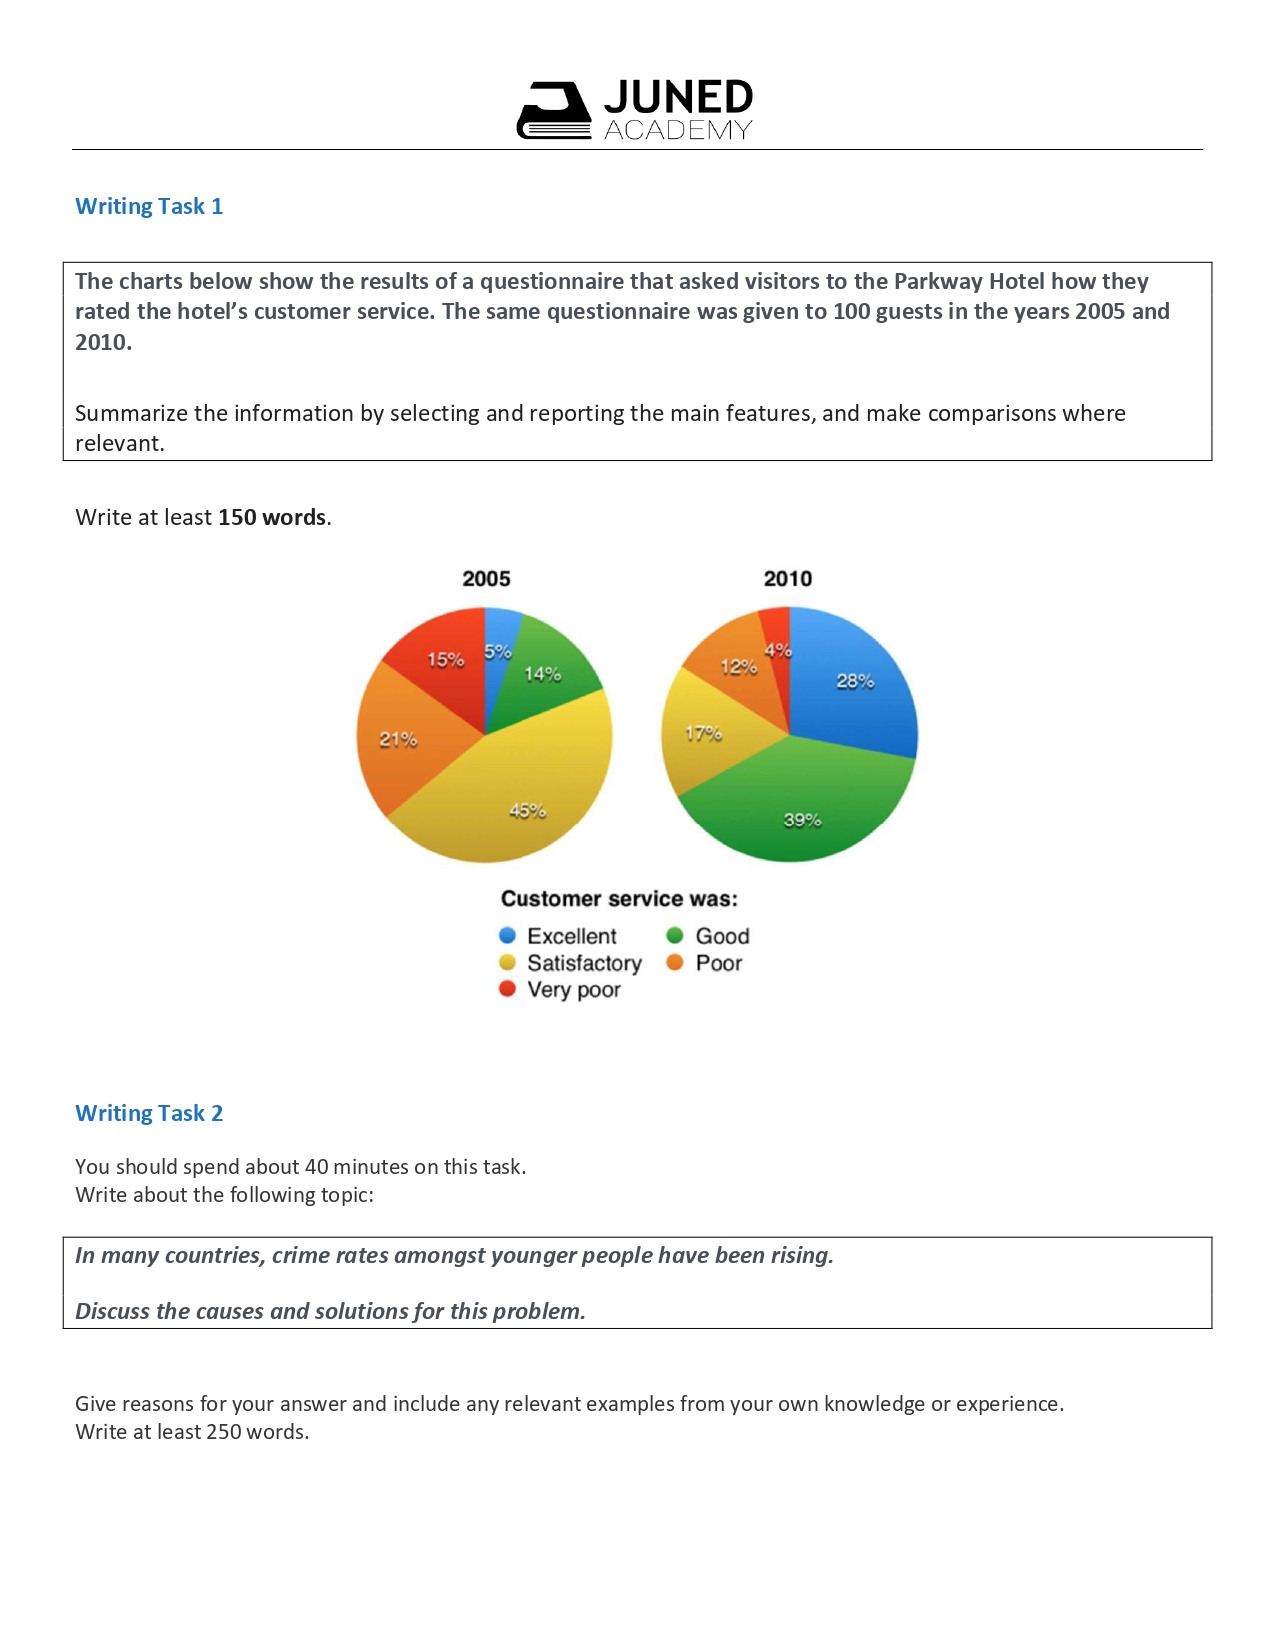 JUNED
ACADEMY
Writing Task 1
The charts below show the results of a questionnaire that asked visitors to the Parkway Hotel how they
rated the hotel’s customer service. The same questionnaire was given to 100 guests in the years 2005 and
2010.
Summarize the information by selecting and reporting the main features, and make comparisons where
relevant.
Write at least 150 words.
2005
2010
15%
5%
14%
21%
45%
4%
12%
28%
17%
39%
Customer service was:
Excellent
Good
Satisfactory
Poor
Very poor
Writing Task 2
You should spend about 40 minutes on this task.
Write about the following topic:
In many countries, crime rates amongst younger people have been rising.
Discuss the causes and solutions for this problem.
Give reasons for your answer and include any relevant examples from your own knowledge or experience.
Write at least 250 words.